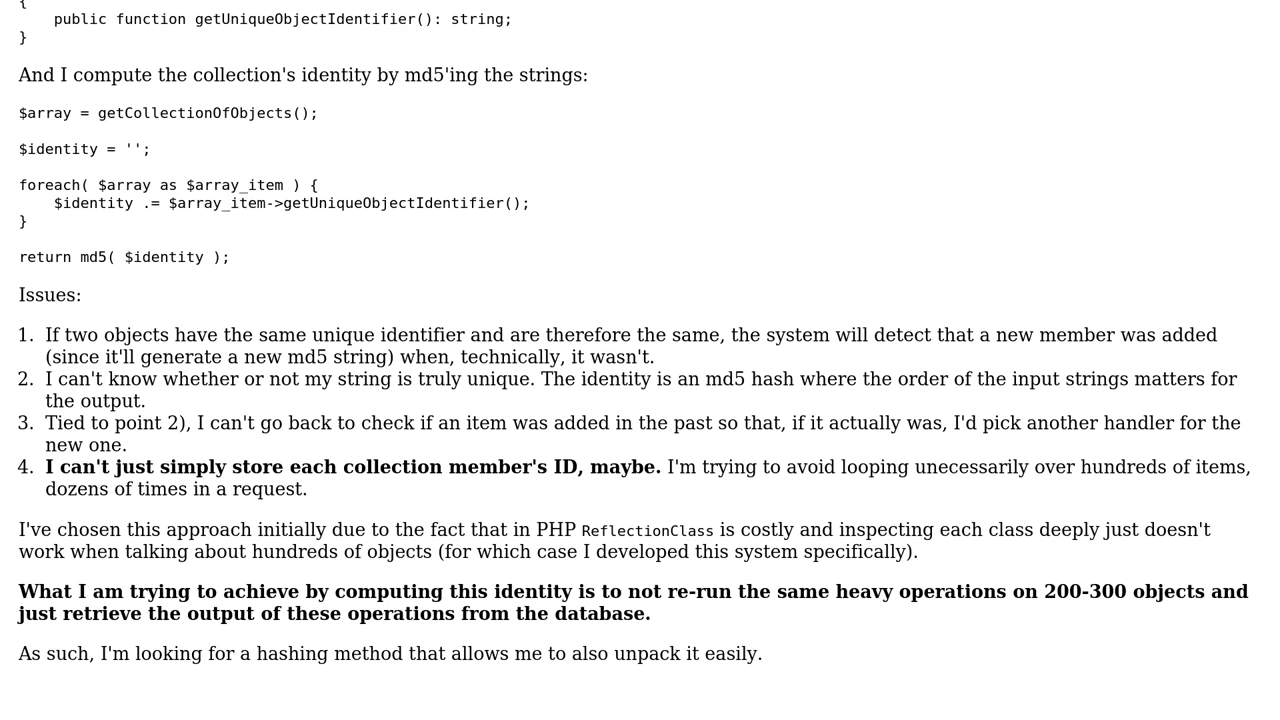 {
    public function getUniqueObjectIdentifier(): string;
}
And I compute the collection's identity by md5'ing the strings:
$array = getCollectionOfObjects();
$identity = '';
foreach( $array as $array_item ) {
    $identity .= $array_item->getUniqueObjectIdentifier();
}
return md5( $identity );
Issues:
1. If two objects have the same unique identifier and are therefore the same, the system will detect that a new member was added
(since it'll generate a new md5 string) when, technically, it wasn't.
2. I can't know whether or not my string is truly unique. The identity is an md5 hash where the order of the input strings matters for
the output.
3. Tied to point 2), I can't go back to check if an item was added in the past so that, if it actually was, I'd pick another handler for the
new one.
4. I can't just simply store each collection member's ID, maybe. I'm trying to avoid looping unecessarily over hundreds of items,
dozens of times in a request.
I've chosen this approach initially due to the fact that in PHP ReflectionClass is costly and inspecting each class deeply just doesn't
work when talking about hundreds of objects (for which case I developed this system specifically).
What I am trying to achieve by computing this identity is to not re-run the same heavy operations on 200-300 objects and
just retrieve the output of these operations from the database.
As such, I'm looking for a hashing method that allows me to also unpack it easily.